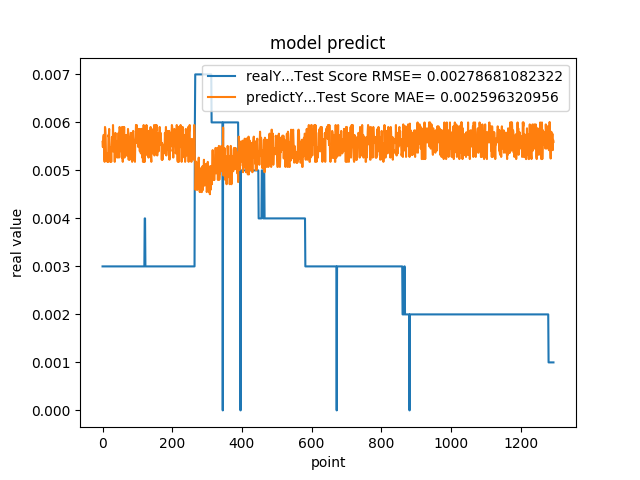 model predict
realY...Test Score RMSE= 0.00278681082322
predictY...Test Score MAE= 0.002596320956
0.007
0.006
0.005
0.004
0.003
0.002
0.001
0.000
real value
0 200 400 600 800 1000 1200
point